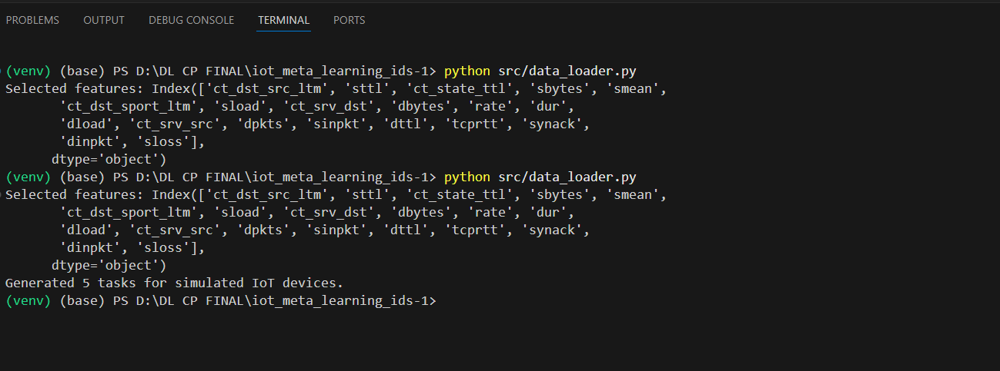 PROBLEMS OUTPUT DEBUG CONSOLE TERMINAL PORTS
(venv) (base) PS D:\DL CP FINAL\iot_meta_learning_ids-1> python src/data_loader.py
Selected features: Index(['ct_dst_src_ltm', 'sttl', 'ct_state_ttl', 'sbytes', 'smean',
'ct_dst_sport_ltm', 'sload', 'ct_srv_dst', 'dbytes', 'rate', 'dur',
'dload', 'ct_srv_src', 'dpkts', 'sinpkt', 'dttl', 'tcprtt', 'synack',
'dinpkt', 'sloss'],
dtype='object')
(venv) (base) PS D:\DL CP FINAL\iot_meta_learning_ids-1> python src/data_loader.py
Selected features: Index(['ct_dst_src_ltm', 'sttl', 'ct_state_ttl', 'sbytes', 'smean',
'ct_dst_sport_ltm', 'sload', 'ct_srv_dst', 'dbytes', 'rate', 'dur',
'dload', 'ct_srv_src', 'dpkts', 'sinpkt', 'dttl', 'tcprtt', 'synack',
'dinpkt', 'sloss'],
dtype='object')
Generated 5 tasks for simulated IoT devices.
(venv) (base) PS D:\DL CP FINAL\iot_meta_learning_ids-1>